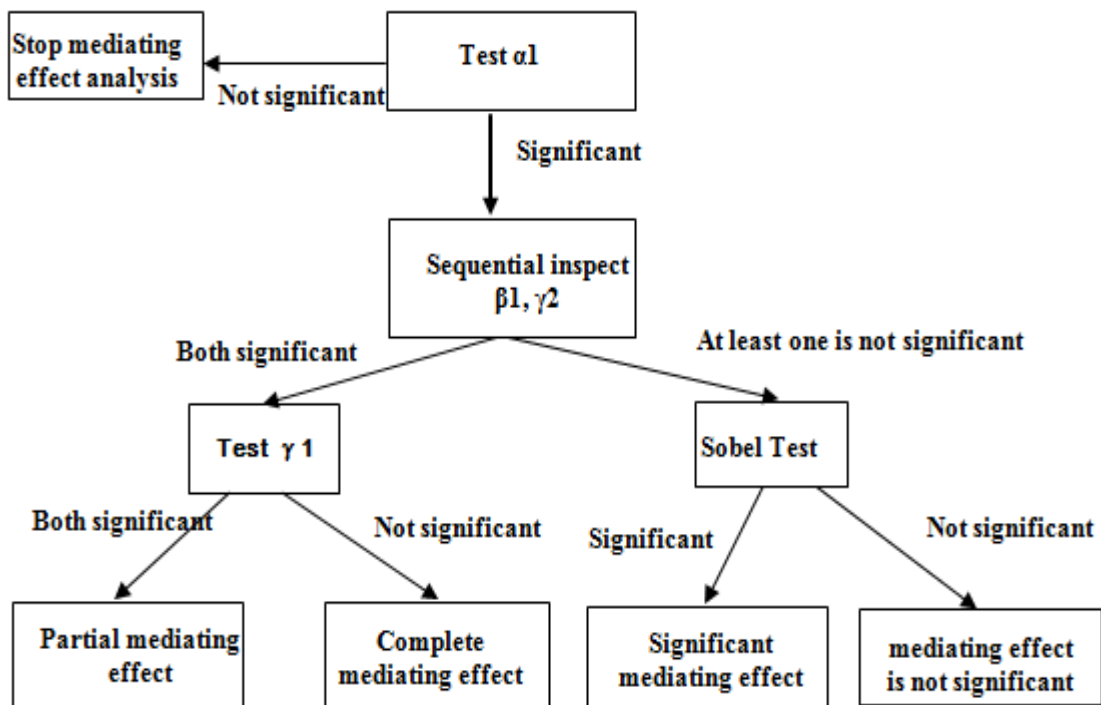 Stop mediating
effect analysis
Test α1
Not significant
Significant
Sequential inspect
β1, γ2
Both significant
At least one is not significant
Test γ 1
Sobel Test
Both significant
Not significant
Significant
Not significant
Partial mediating
effect
Complete
mediating effect
Significant
mediating effect
mediating effect
is not significant